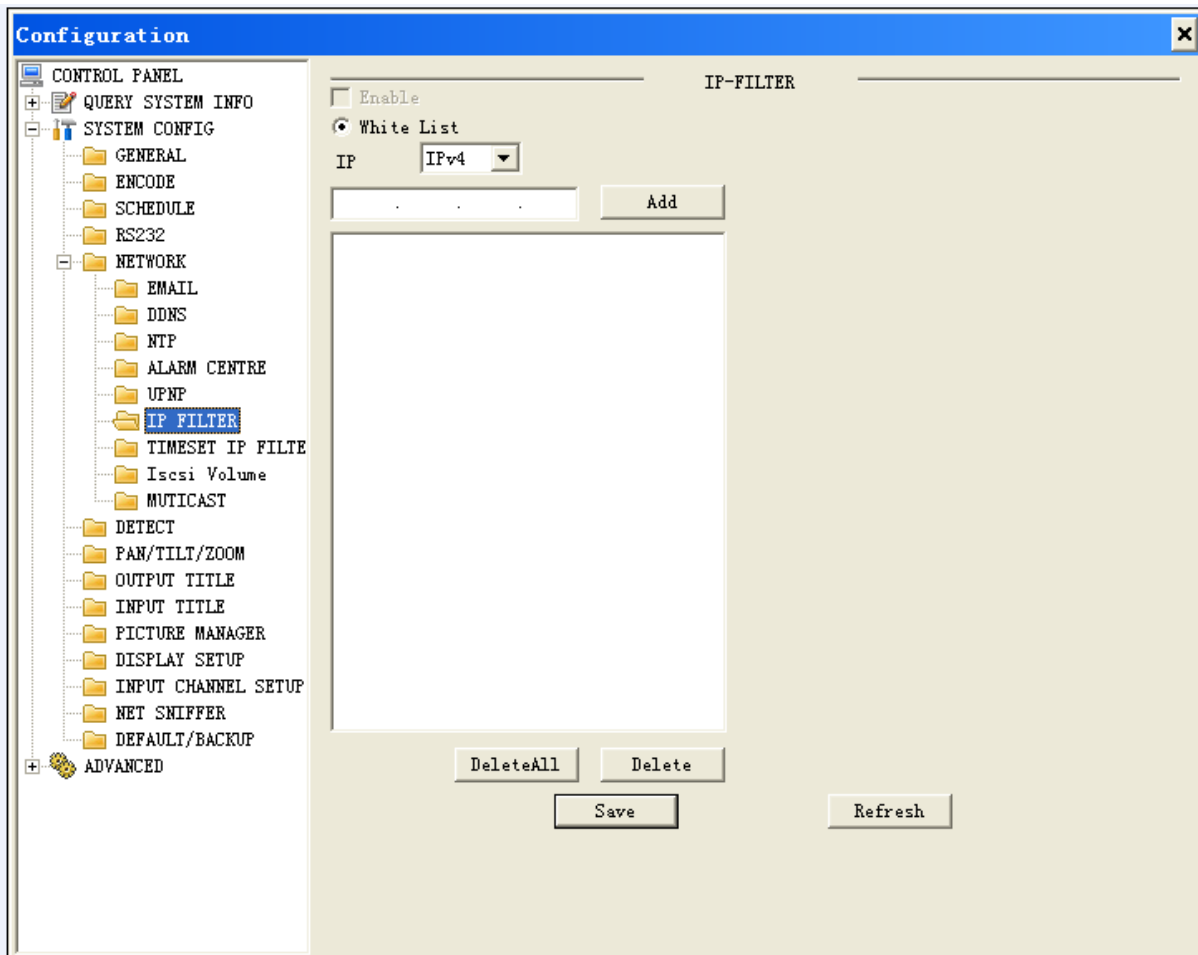 Configuration
CONTROL PANEL
QUERY SYSTEM INFO
SYSTEM CONFIG
GENERAL
ENCODE
SCHEDULE
RS232
NETWORK
EMAIL
DDNS
NTP
ALARM CENTRE
UPNP
IP FILTER
TIMESET IP FILTE
Iscsi Volume
MUTICAST
DETECT
PAN/TILT/ZOOM
OUTPUT TITLE
INPUT TITLE
PICTURE MANAGER
DISPLAY SETUP
INPUT CHANNEL SETUP
NET SNIFFER
DEFAULT/BACKUP
ADVANCED
IP-FILTER
Enable
White List
IP IPv4
. . . Add
DeleteAll Delete
Save Refresh